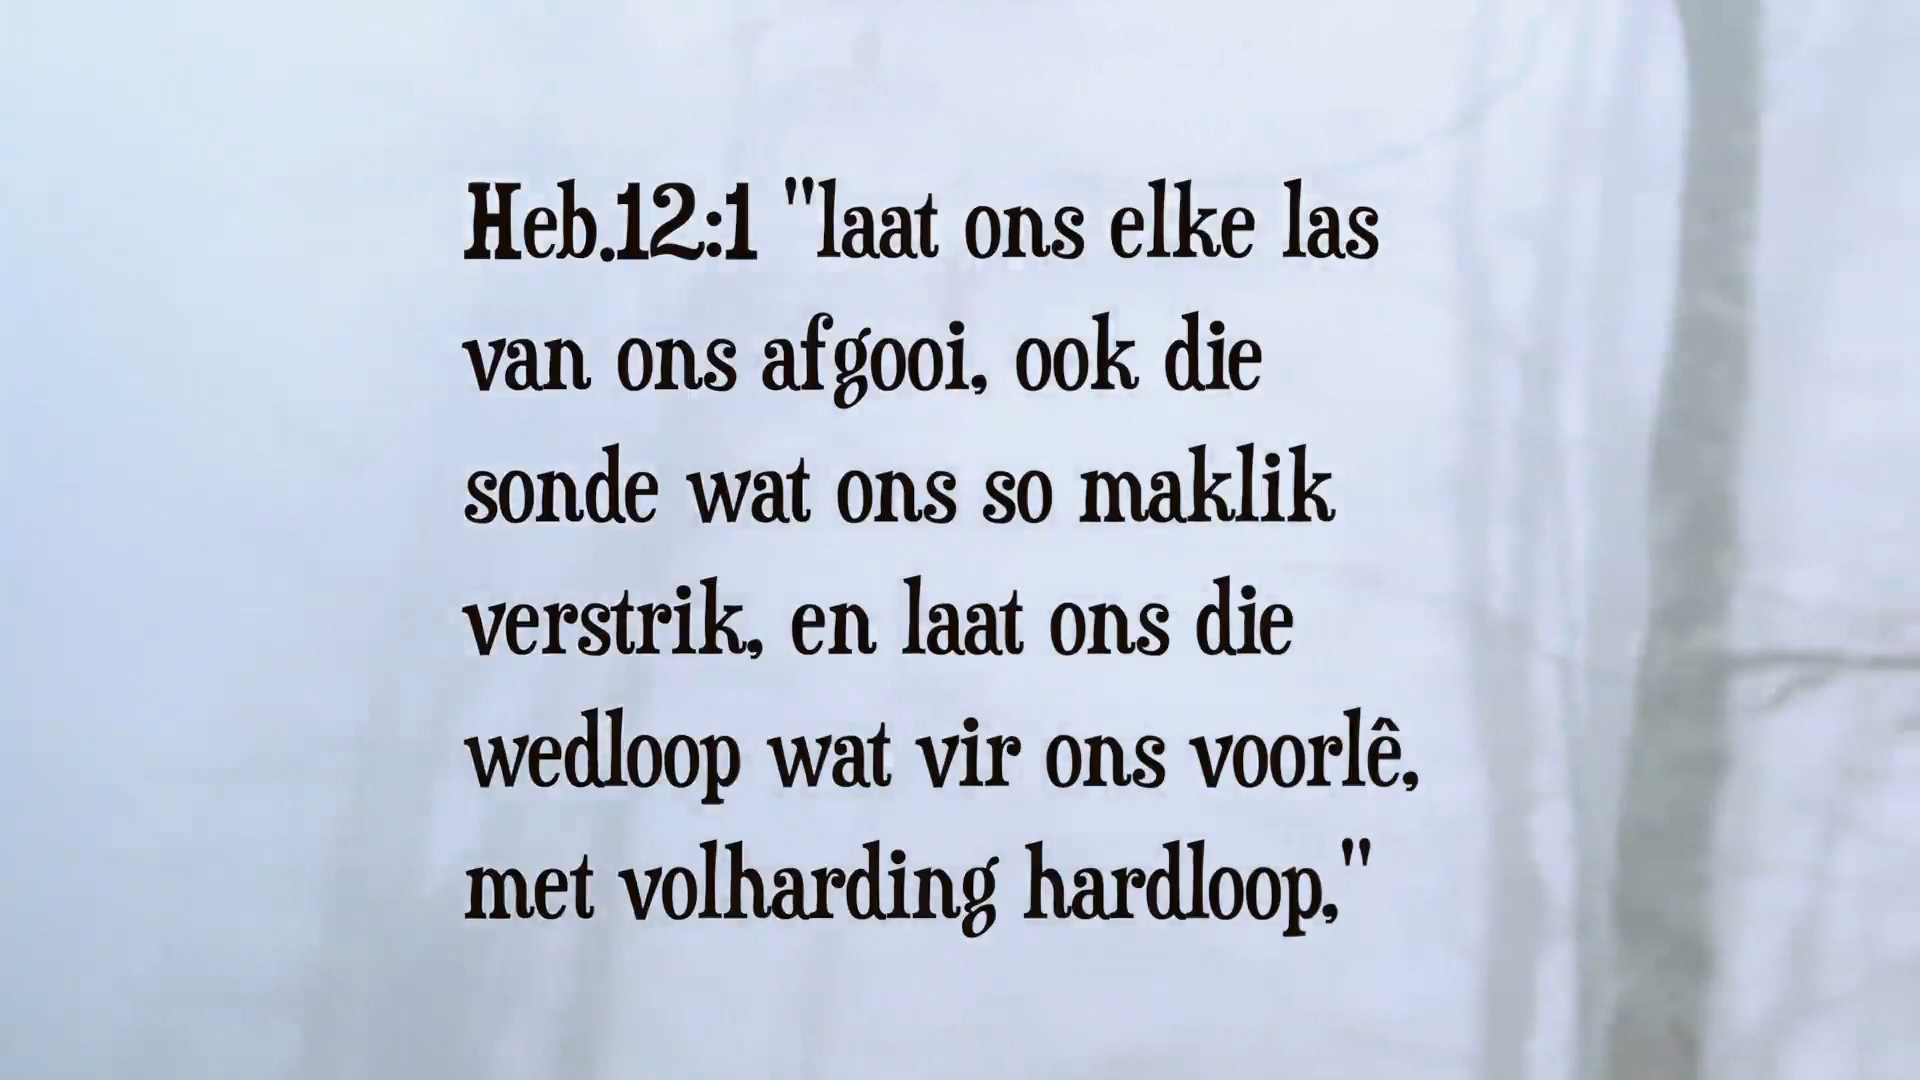 Heb.12:1 "laat ons elke las
van ons afgooi, ook die
sonde wat ons so maklik
verstrik, en laat ons die
wedloop wat vir ons voorlê,
met volharding hardloop,"